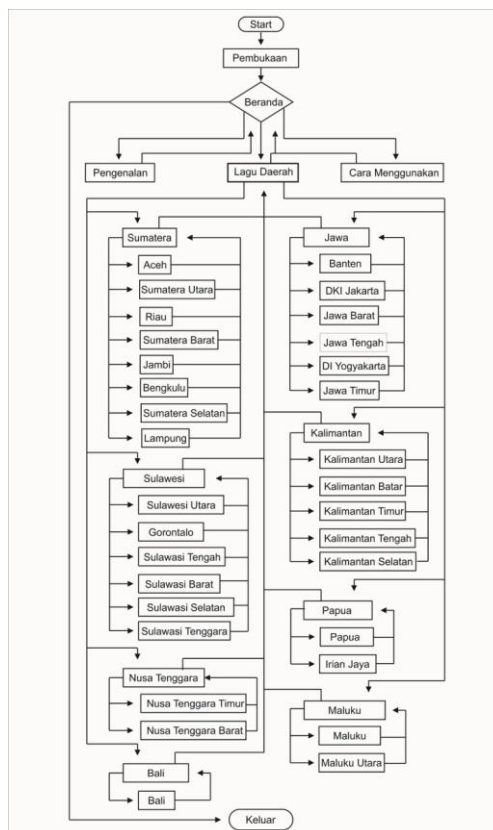 Start
Pembukaan
Beranda
Pengenalan
Lagu Daerah
Cara Menggunakan
Sumatera
Aceh
Sumatera Utara
Riau
Sumatera Barat
Jambi
Bengkulu
Sumatera Selatan
Lampung
Jawa
Banten
DKI Jakarta
Jawa Barat
Jawa Tengah
DI Yogyakarta
Jawa Timur
Sulawesi
Sulawesi Utara
Gorontalo
Sulawasi Tengah
Sulawasi Barat
Sulawasi Selatan
Sulawasi Tenggara
Kalimantan
Kalimantan Utara
Kalimantan Batar
Kalimantan Timur
Kalimantan Tengah
Kalimantan Selatan
Papua
Papua
Irian Jaya
Nusa Tenggara
Nusa Tenggara Timur
Nusa Tenggara Barat
Maluku
Maluku
Maluku Utara
Bali
Bali
Keluar